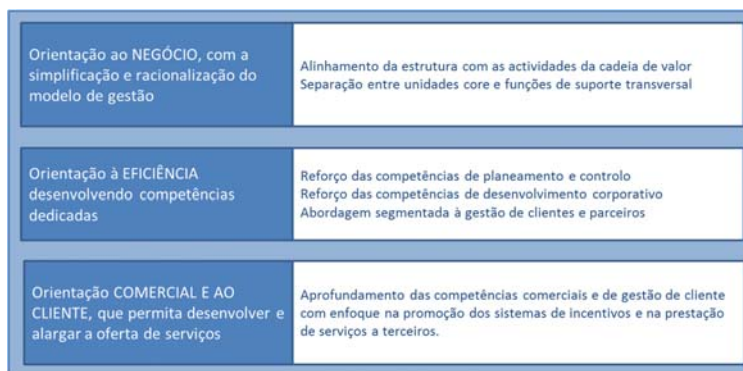 Orientação ao NEGÓCIO, com a
simplificação e racionalização do
modelo de gestão
Alinhamento da estrutura com as actividades da cadeia de valor
Separação entre unidades core e funções de suporte transversal
Orientação à EFICIÊNCIA
desenvolvendo competências
dedicadas
Reforço das competências de planeamento e controlo
Reforço das competências de desenvolvimento corporativo
Abordagem segmentada à gestão de clientes e parceiros
Orientação COMERCIAL E AO
CLIENTE, que permita desenvolver e
alargar a oferta de serviços
Aprofundamento das competências comerciais e de gestão de cliente
com enfoque na promoção dos sistemas de incentivos e na prestação
de serviços a terceiros.